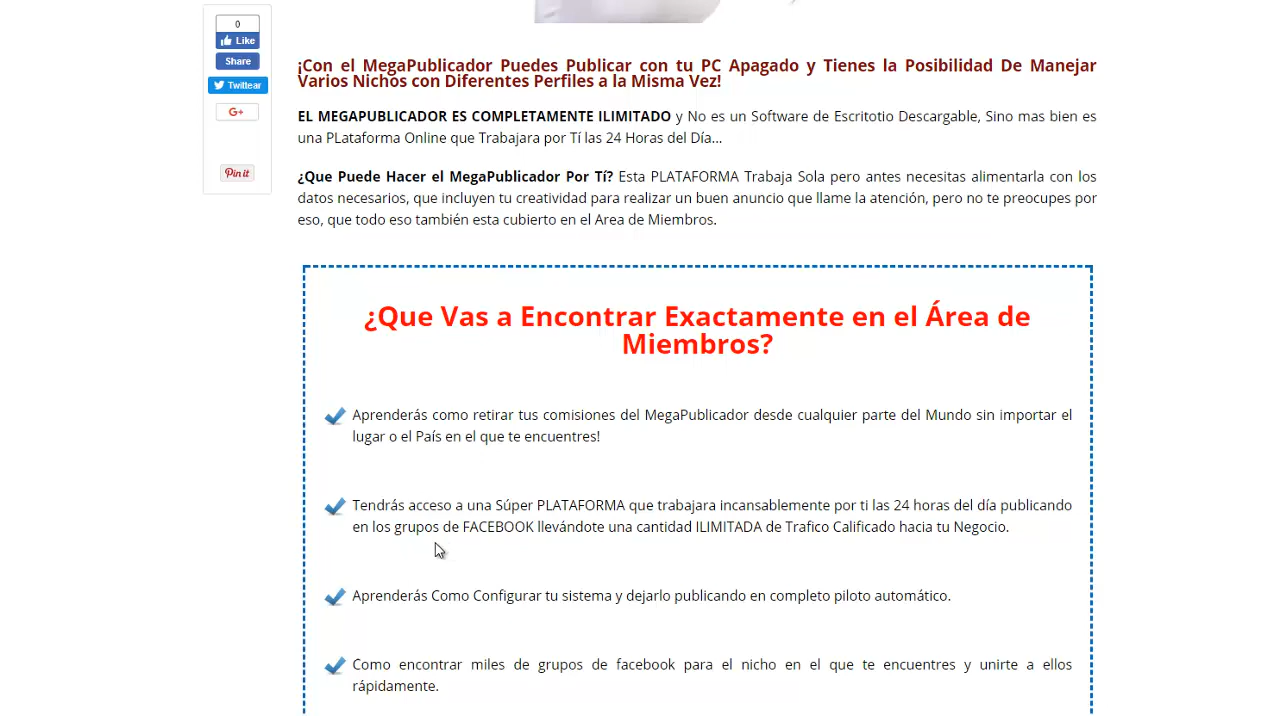 0
Like
Share
Twittear
G+
Pin it
¡Con el MegaPublicador Puedes Publicar con tu PC Apagado y Tienes la Posibilidad De Manejar
Varios Nichos con Diferentes Perfiles a la Misma Vez!
EL MEGAPUBLICADOR ES COMPLETAMENTE ILIMITADO y No es un Software de Escritotio Descargable, Sino mas bien es
una PLataforma Online que Trabajara por Tí las 24 Horas del Día...
¿Que Puede Hacer el MegaPublicador Por Tí? Esta PLATAFORMA Trabaja Sola pero antes necesitas alimentarla con los
datos necesarios, que incluyen tu creatividad para realizar un buen anuncio que llame la atención, pero no te preocupes por
eso, que todo eso también esta cubierto en el Area de Miembros.
¿Que Vas a Encontrar Exactamente en el Área de
Miembros?
Aprenderás como retirar tus comisiones del MegaPublicador desde cualquier parte del Mundo sin importar el
lugar o el País en el que te encuentres!
Tendrás acceso a una Súper PLATAFORMA que trabajara incansablemente por ti las 24 horas del día publicando
en los grupos de FACEBOOK llevándote una cantidad ILIMITADA de Trafico Calificado hacia tu Negocio.
Aprenderás Como Configurar tu sistema y dejarlo publicando en completo piloto automático.
Como encontrar miles de grupos de facebook para el nicho en el que te encuentres y unirte a ellos
rápidamente.